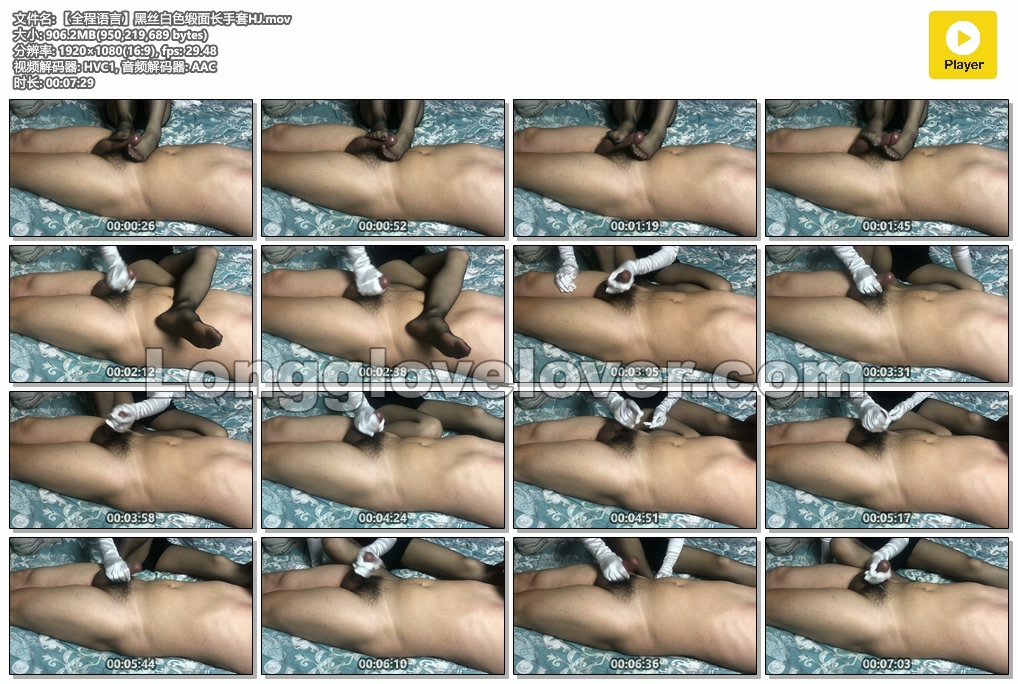 文件名: 【全程语言】黑丝白色缎面长手套HJ.mov
大小: 906.2MB(950,219,689 bytes)
分辨率: 1920×1080(16:9), fps: 29.48
视频解码器: HVC1, 音频解码器: AAC
时长: 00:07:29
Player
00:00:26
00:00:52
00:01:19
00:01:45
00:02:12
00:02:38
00:03:05
00:03:31
Longglovelover.com
00:03:58
00:04:24
00:04:51
00:05:17
00:05:44
00:06:10
00:06:36
00:07:03